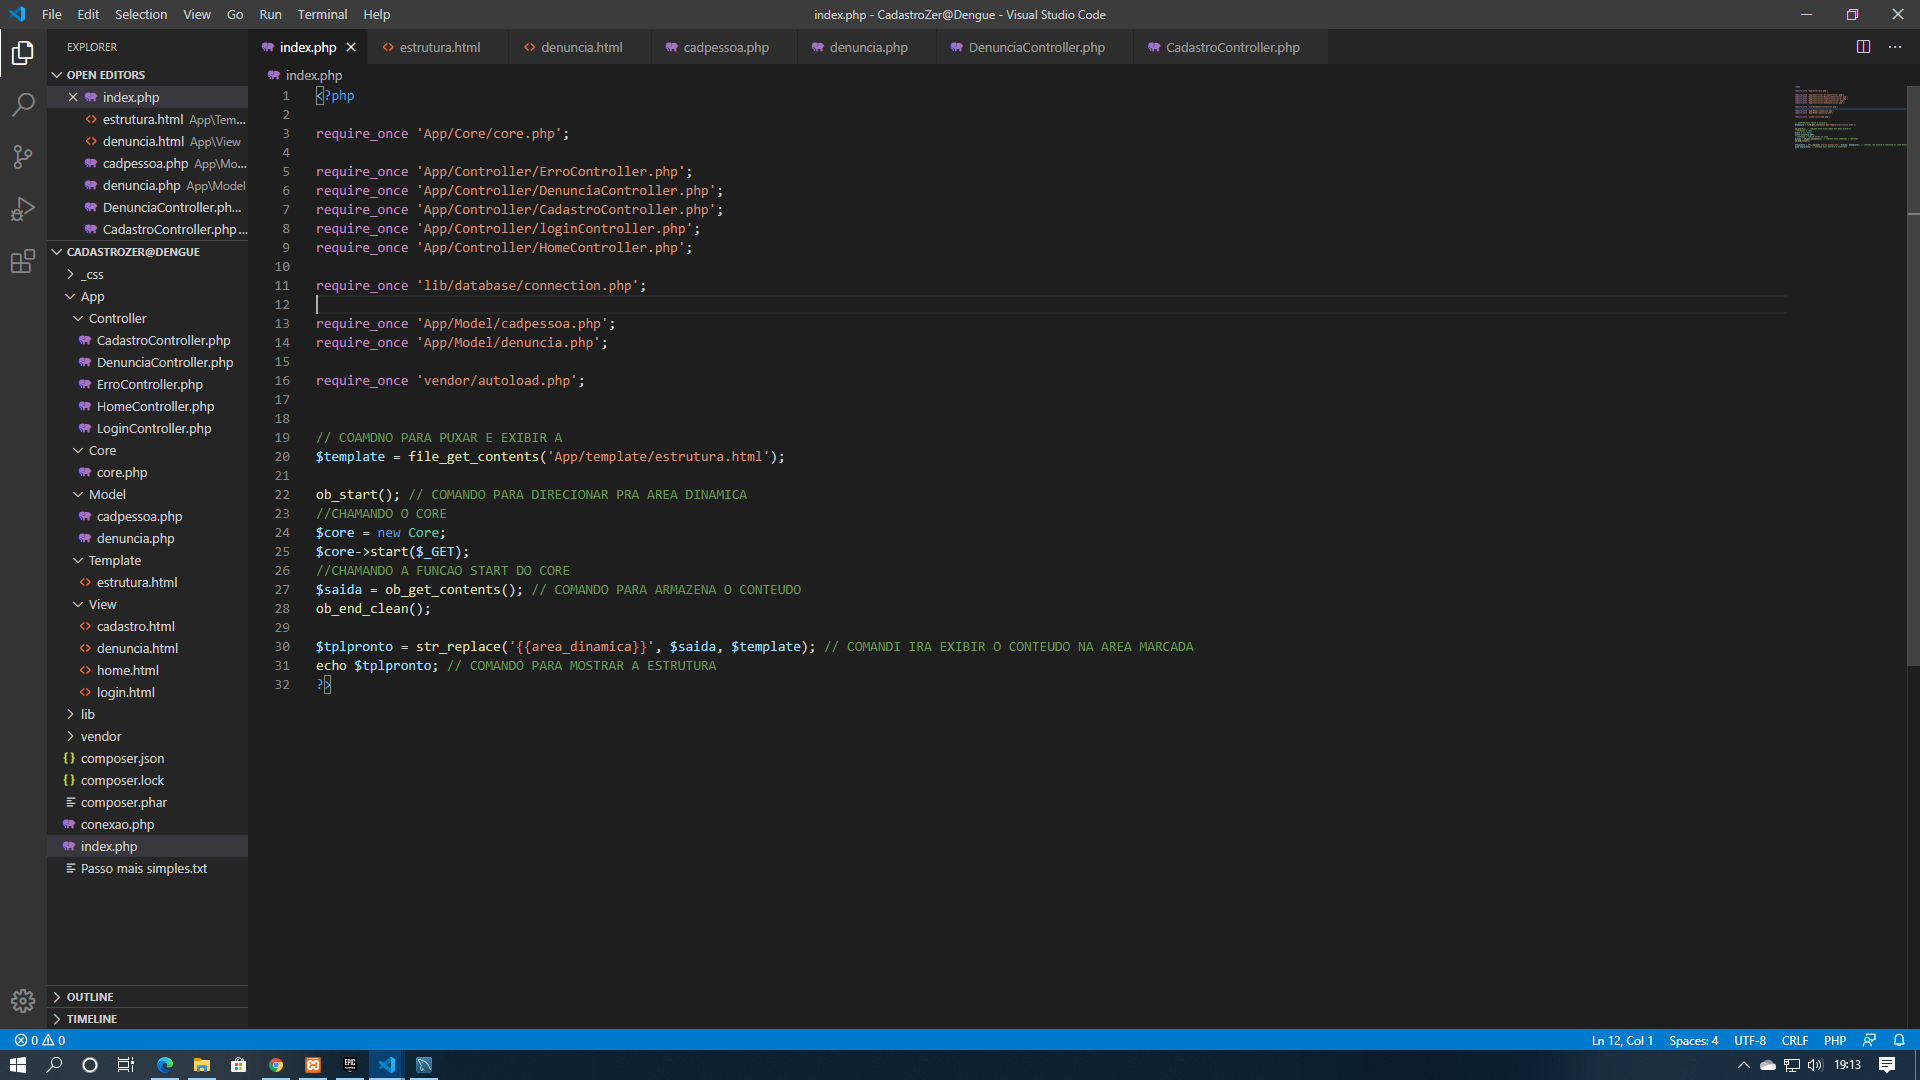 File Edit Selection View Go Run Terminal Help
index.php - CadastroZer@Dengue - Visual Studio Code
EXPLORER
OPEN EDITORS
index.php
estrutura.html App\Tem...
denuncia.html App\View
cadpessoa.php App\Mo...
denuncia.php App\Model
DenunciaController.ph...
CadastroController.php ...
CADASTROZER@DENGUE
_css
App
Controller
CadastroController.php
DenunciaController.php
ErroController.php
HomeController.php
LoginController.php
Core
core.php
Model
cadpessoa.php
denuncia.php
Template
estrutura.html
View
cadastro.html
denuncia.html
home.html
login.html
lib
vendor
composer.json
composer.lock
composer.phar
conexao.php
index.php
Passo mais simples.txt
OUTLINE
TIMELINE
index.php estrutura.html denuncia.html cadpessoa.php denuncia.php DenunciaController.php CadastroController.php
index.php
1 <?php
2
3 require_once 'App/Core/core.php';
4
5 require_once 'App/Controller/ErroController.php';
6 require_once 'App/Controller/DenunciaController.php';
7 require_once 'App/Controller/CadastroController.php';
8 require_once 'App/Controller/loginController.php';
9 require_once 'App/Controller/HomeController.php';
10
11 require_once 'lib/database/connection.php';
12
13 require_once 'App/Model/cadpessoa.php';
14 require_once 'App/Model/denuncia.php';
15
16 require_once 'vendor/autoload.php';
17
18
19 // COAMDNO PARA PUXAR E EXIBIR A
20 $template = file_get_contents('App/template/estrutura.html');
21
22 ob_start(); // COMANDO PARA DIRECIONAR PRA AREA DINAMICA
23 //CHAMANDO O CORE
24 $core = new Core;
25 $core->start($_GET);
26 //CHAMANDO A FUNCAO START DO CORE
27 $saida = ob_get_contents(); // COMANDO PARA ARMAZENA O CONTEUDO
28 ob_end_clean();
29
30 $tplpronto = str_replace('{{area_dinamica}}', $saida, $template); // COMANDI IRA EXIBIR O CONTEUDO NA AREA MARCADA
31 echo $tplpronto; // COMANDO PARA MOSTRAR A ESTRUTURA
32 ?>
0 0
Ln 12, Col 1 Spaces: 4 UTF-8 CRLF PHP
EPIC
19:13